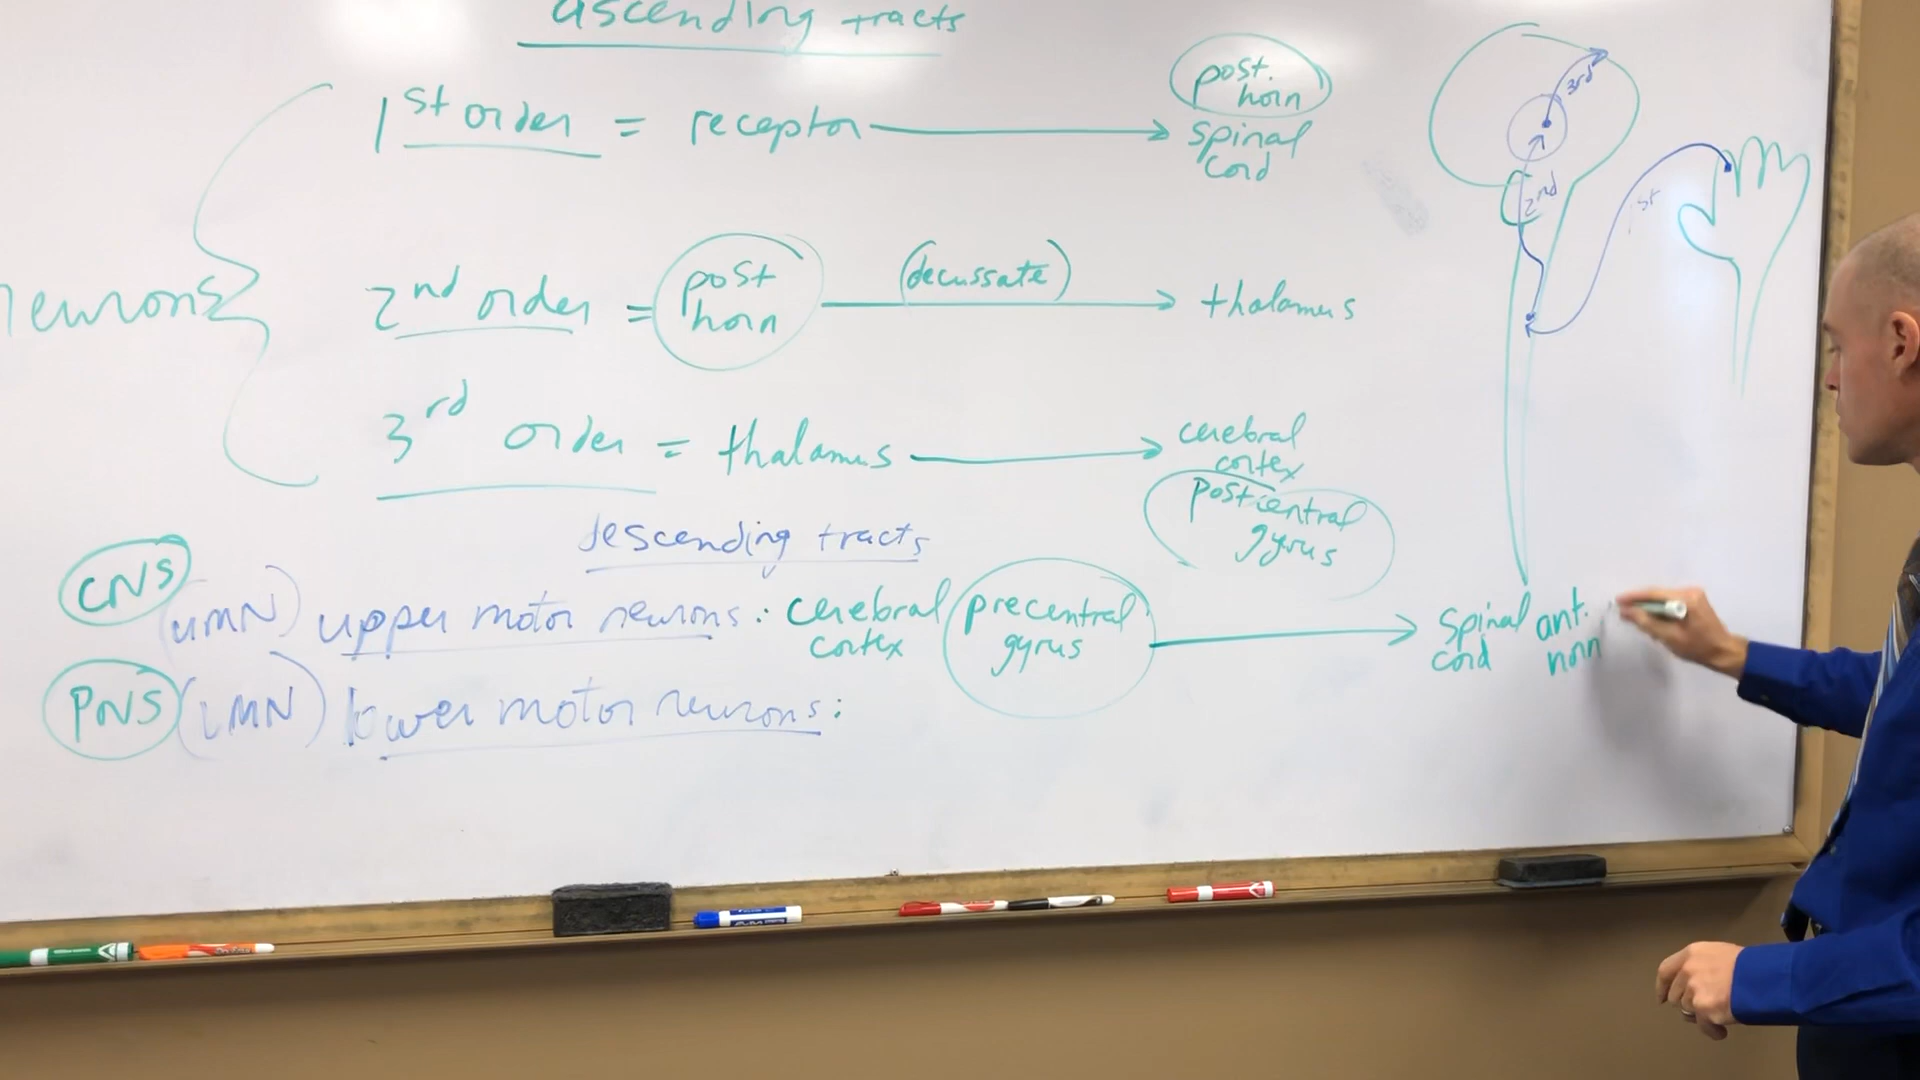 ascending tracts
neurons
1st order = receptor → post. horn
spinal cord
2nd order = post horn (decussate) → thalamus
3rd order = thalamus → cerebral cortex
postcentral gyrus
descending tracts
CNS (UMN) upper motor neurons: cerebral cortex precentral gyrus → spinal cord ant. horn
PNS (LMN) lower motor neurons:
3rd
2nd
1st